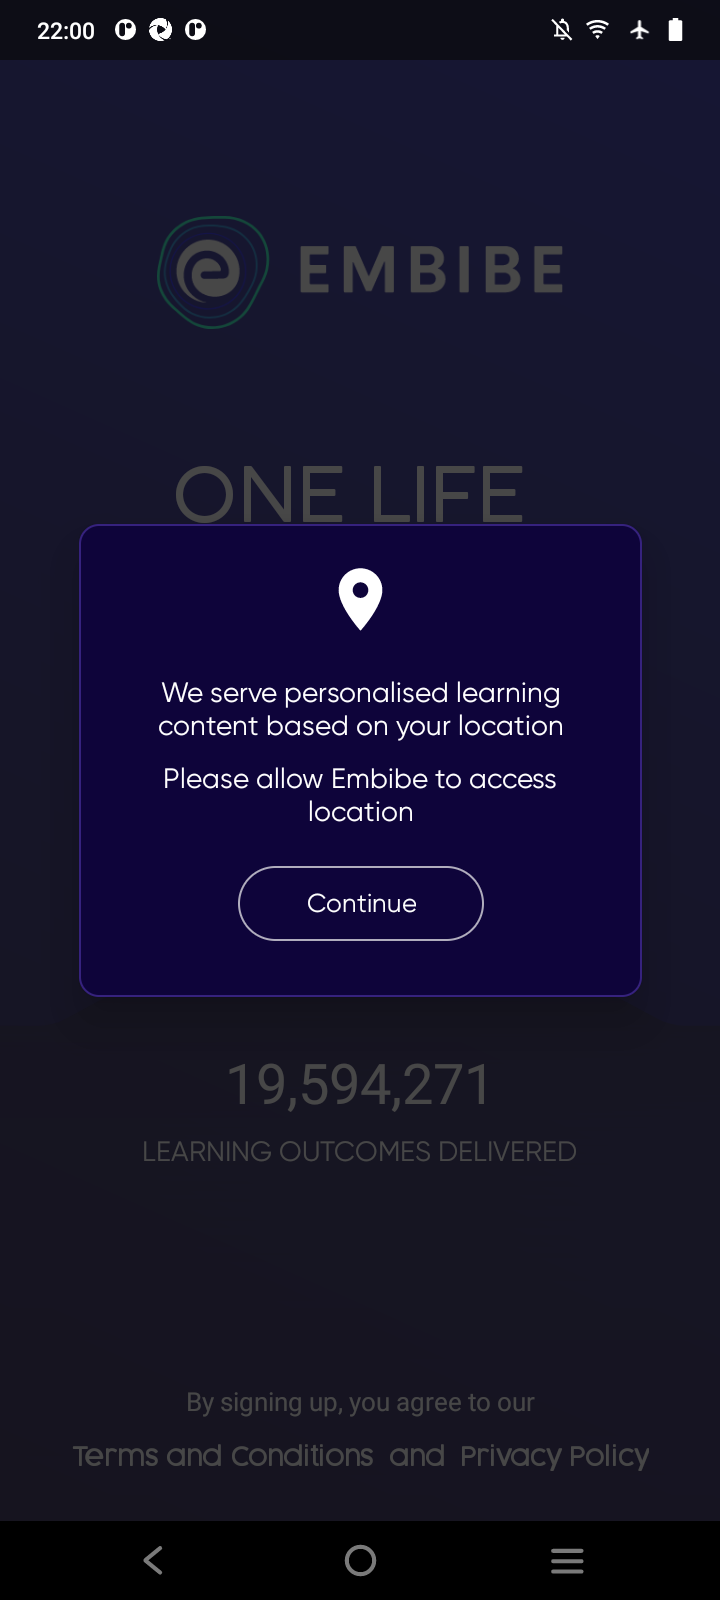 22:00
EMBIBE
ONE LIFE
We serve personalised learning
content based on your location
Please allow Embibe to access
location
Continue
19,594,271
LEARNING OUTCOMES DELIVERED
By signing up, you agree to our
Terms and Conditions and Privacy Policy